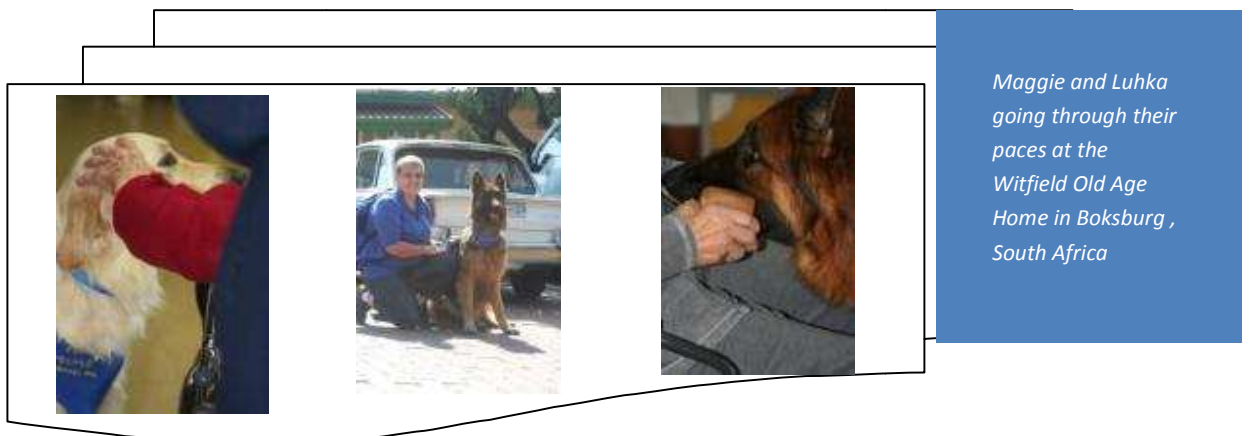 Maggie and Luhka
going through their
paces at the
Witfield Old Age
Home in Boksburg ,
South Africa